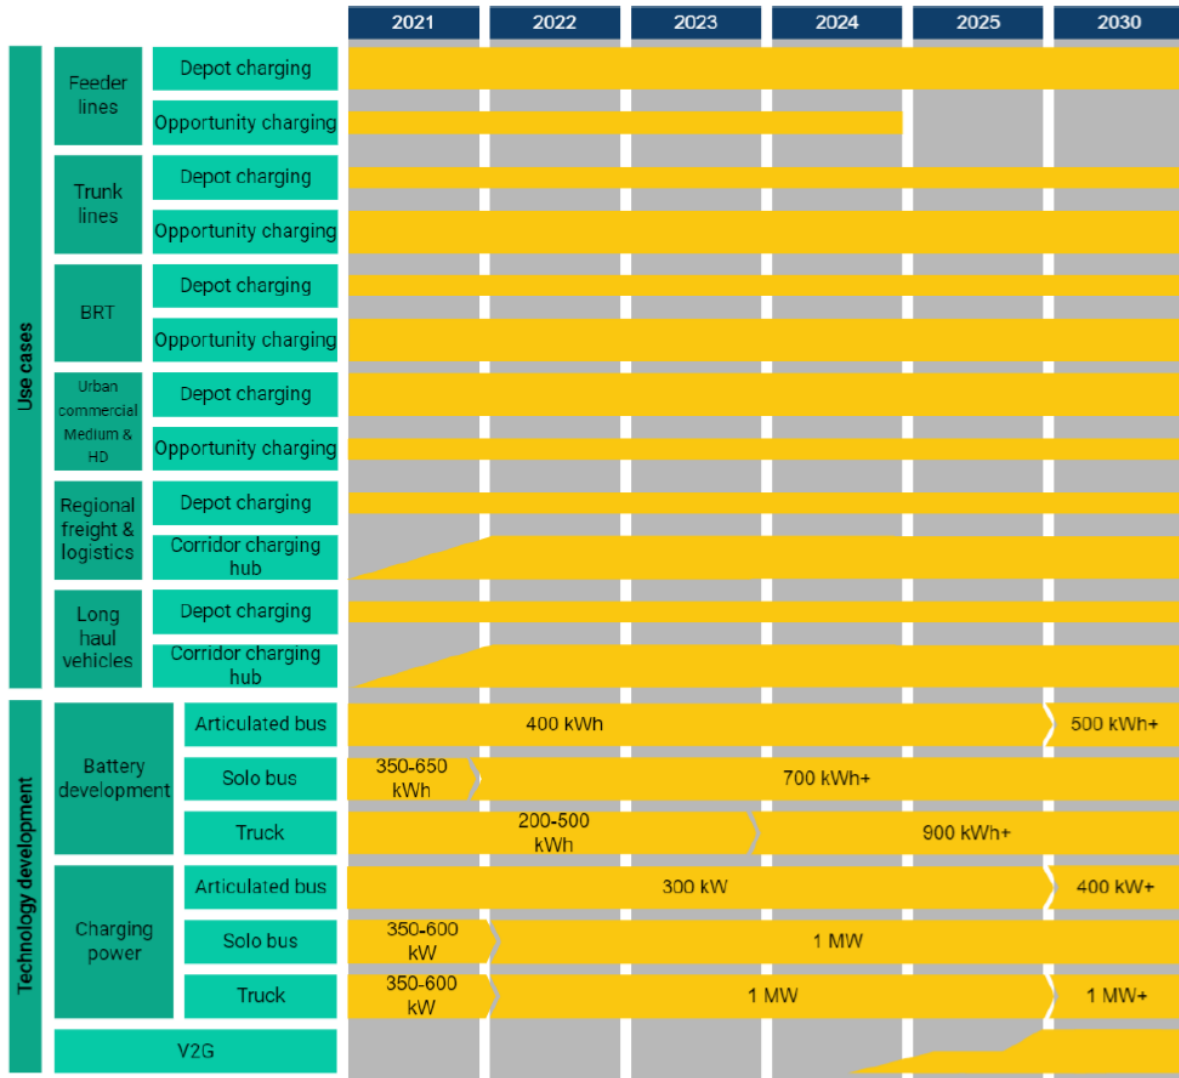 2021 2022 2023 2024 2025 2030
Use cases
Feeder
lines
Depot charging
Opportunity charging
Trunk
lines
Depot charging
Opportunity charging
BRT
Depot charging
Opportunity charging
Urban
commercial
Medium &
HD
Depot charging
Opportunity charging
Regional
freight &
logistics
Depot charging
Corridor charging
hub
Long
haul
vehicles
Depot charging
Corridor charging
hub
Technology development
Battery
development
Articulated bus
400 kWh
500 kWh+
Solo bus
350-650
kWh
700 kWh+
Truck
200-500
kWh
900 kWh+
Charging
power
Articulated bus
300 kW
400 kW+
Solo bus
350-600
kW
1 MW
Truck
350-600
kW
1 MW
1 MW+
V2G